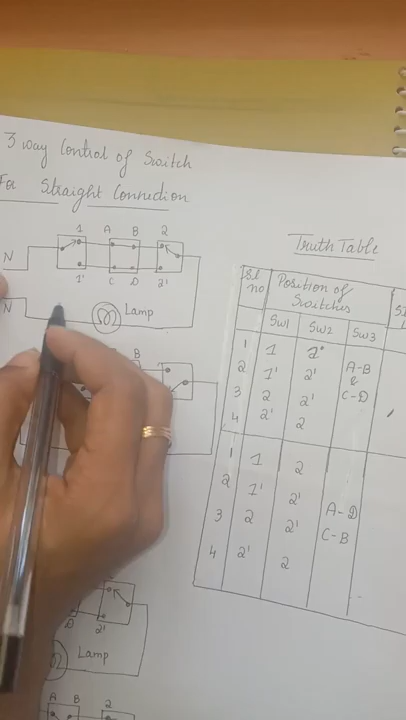 3 way Control of Switch
For Straight Connection
N
1 A B 2
1' C D 2'
N
Lamp
B
Truth Table
Sl no
Position of Switches
SW1 SW2 SW3
1 1 2
2 1' 2' A-B
&
3 2 2' C-D
4 2' 2
1 1 2
2 1' 2'
3 2 2' A-D
C-B
4 2' 2
D 2'
Lamp
A B 2